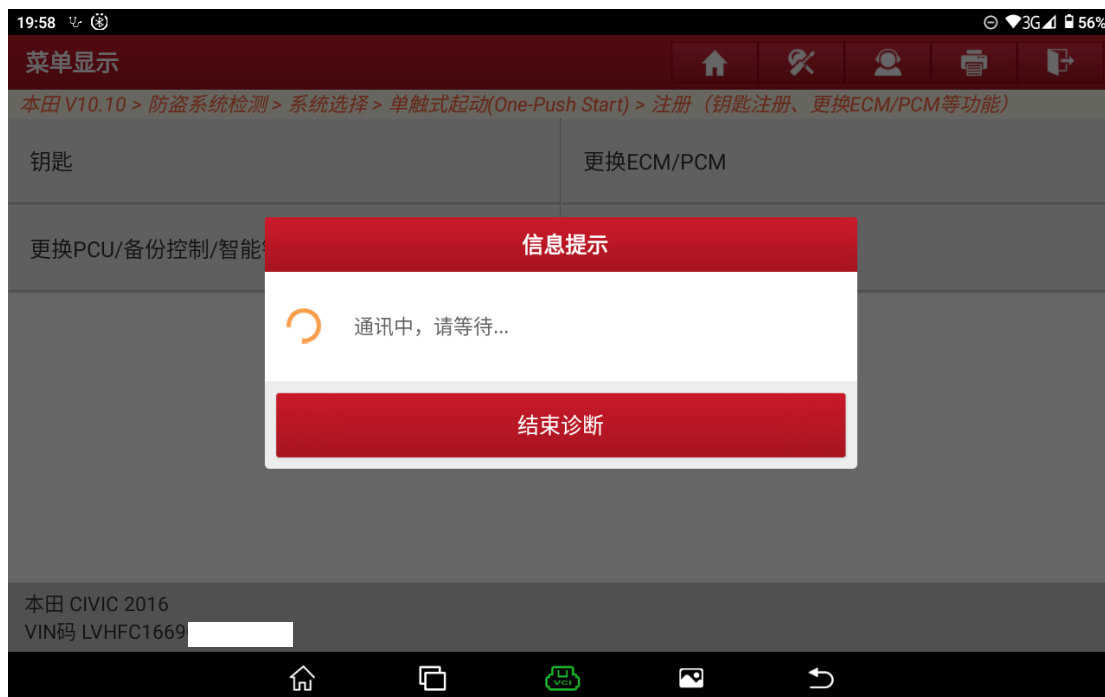 19:58 3G 56%
菜单显示
本田 V10.10 > 防盗系统检测 > 系统选择 > 单触式起动(One-Push Start) > 注册（钥匙注册、更换ECM/PCM等功能）
钥匙 更换ECM/PCM
更换PCU/备份控制/智能
信息提示
通讯中，请等待...
结束诊断
本田 CIVIC 2016
VIN码 LVHFC1669
VCI